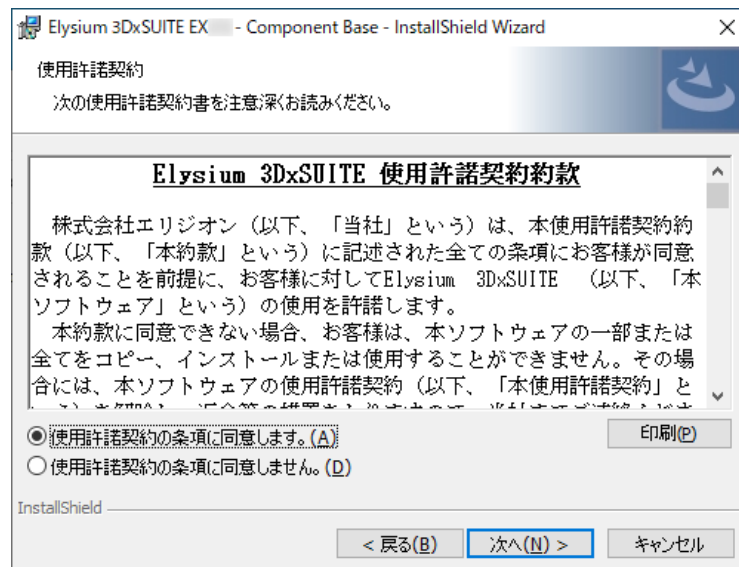 Elysium 3DxSUITE EX - Component Base - InstallShield Wizard
使用許諾契約
次の使用許諾契約書を注意深くお読みください。
Elysium 3DxSUITE 使用許諾契約約款
株式会社エリジオン（以下、「当社」という）は、本使用許諾契約約
款（以下、「本約款」という）に記述された全ての条項にお客様が同意
されることを前提に、お客様に対してElysium 3DxSUITE （以下、「本
ソフトウェア」という）の使用を許諾します。
本約款に同意できない場合、お客様は、本ソフトウェアの一部または
全てをコピー、インストールまたは使用することができません。その場
合には、本ソフトウェアの使用許諾契約（以下、「本使用許諾契約」と
使用許諾契約の条項に同意します。(A)
印刷(P)
使用許諾契約の条項に同意しません。(D)
InstallShield
< 戻る(B)
次へ(N) >
キャンセル